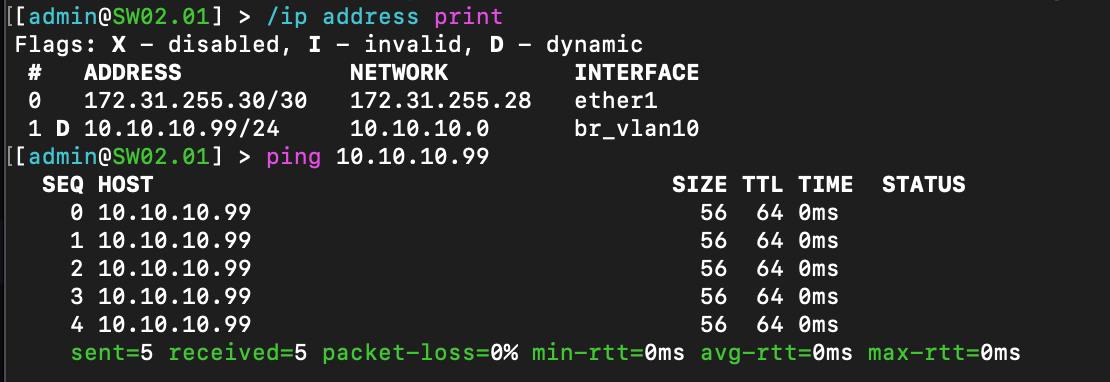 [[admin@SW02.01] > /ip address print
Flags: X - disabled, I - invalid, D - dynamic
# ADDRESS NETWORK INTERFACE
0 172.31.255.30/30 172.31.255.28 ether1
1 D 10.10.10.99/24 10.10.10.0 br_vlan10
[[admin@SW02.01] > ping 10.10.10.99
SEQ HOST SIZE TTL TIME STATUS
0 10.10.10.99 56 64 0ms
1 10.10.10.99 56 64 0ms
2 10.10.10.99 56 64 0ms
3 10.10.10.99 56 64 0ms
4 10.10.10.99 56 64 0ms
sent=5 received=5 packet-loss=0% min-rtt=0ms avg-rtt=0ms max-rtt=0ms